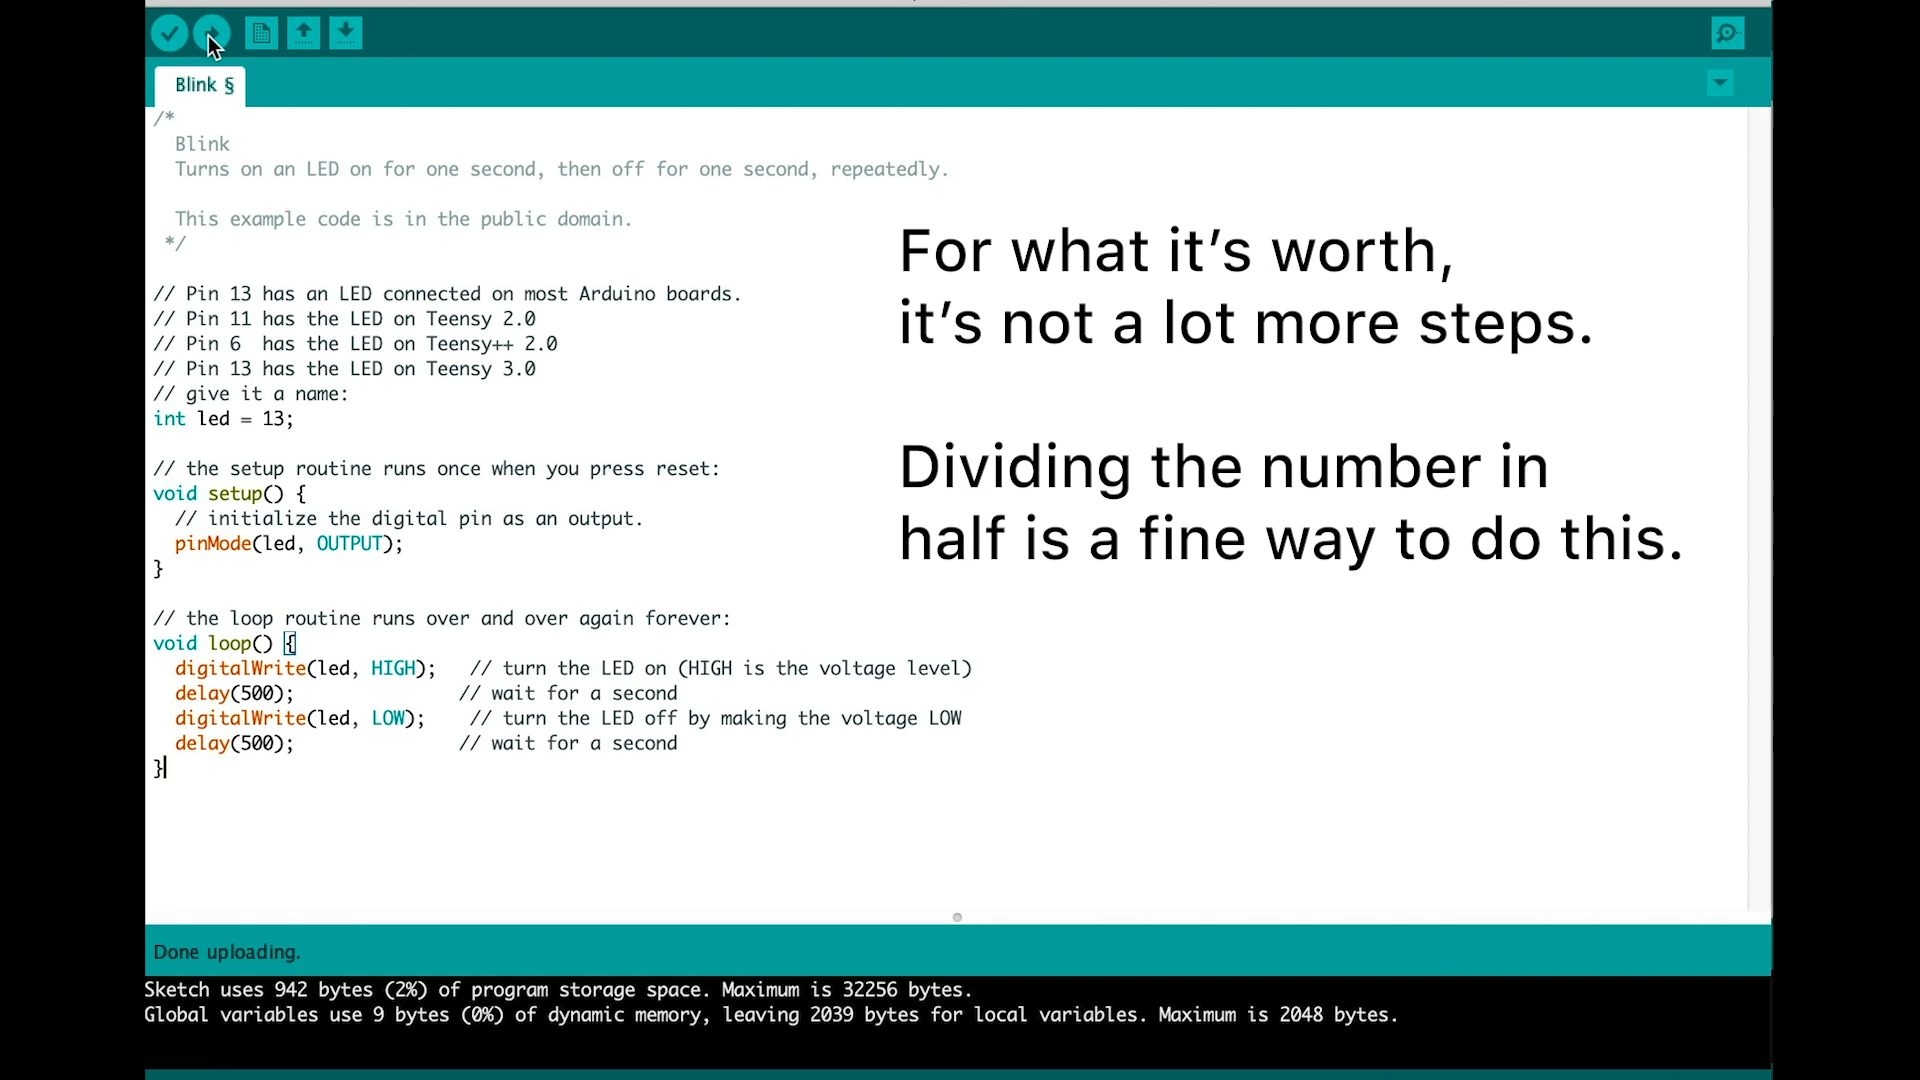 Blink §
/*
Blink
Turns on an LED on for one second, then off for one second, repeatedly.
This example code is in the public domain.
*/
// Pin 13 has an LED connected on most Arduino boards.
// Pin 11 has the LED on Teensy 2.0
// Pin 6  has the LED on Teensy++ 2.0
// Pin 13 has the LED on Teensy 3.0
// give it a name:
int led = 13;
// the setup routine runs once when you press reset:
void setup() {
// initialize the digital pin as an output.
pinMode(led, OUTPUT);
}
// the loop routine runs over and over again forever:
void loop() {
digitalWrite(led, HIGH);   // turn the LED on (HIGH is the voltage level)
delay(500);               // wait for a second
digitalWrite(led, LOW);    // turn the LED off by making the voltage LOW
delay(500);               // wait for a second
}
For what it’s worth,
it’s not a lot more steps.
Dividing the number in
half is a fine way to do this.
Done uploading.
Sketch uses 942 bytes (2%) of program storage space. Maximum is 32256 bytes.
Global variables use 9 bytes (0%) of dynamic memory, leaving 2039 bytes for local variables. Maximum is 2048 bytes.